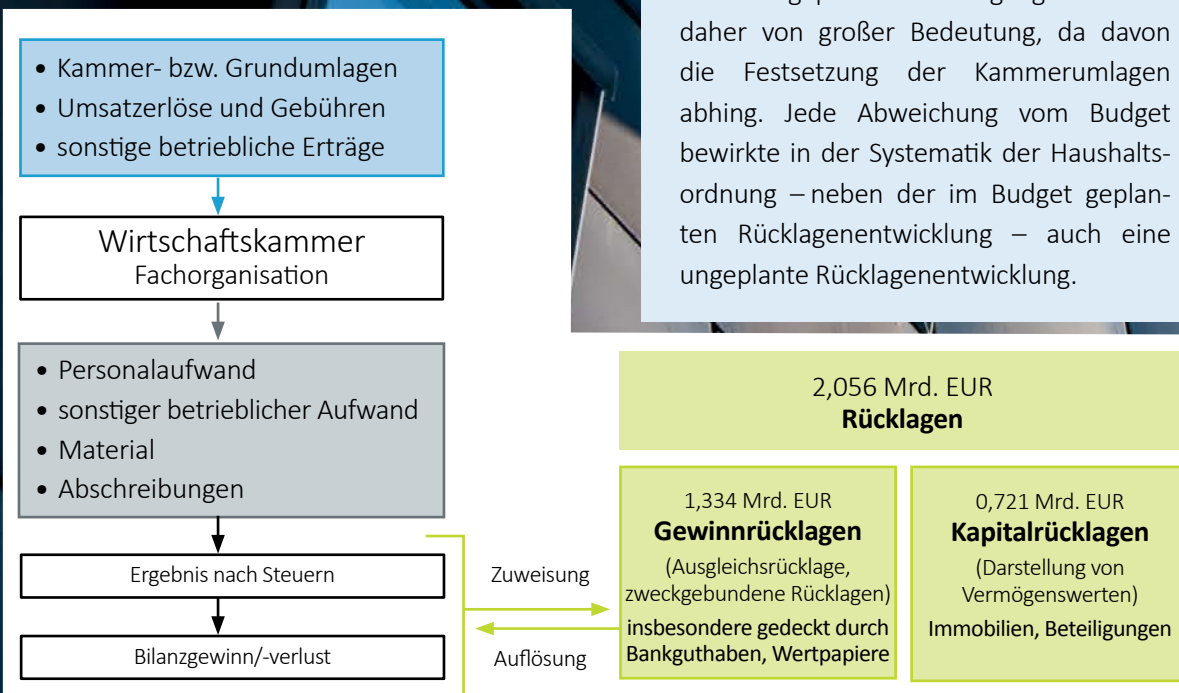 • Kammer- bzw. Grundumlagen
• Umsatzerlöse und Gebühren
• sonstige betriebliche Erträge
Wirtschaftskammer
Fachorganisation
• Personalaufwand
• sonstiger betrieblicher Aufwand
• Material
• Abschreibungen
Ergebnis nach Steuern
Bilanzgewinn/-verlust
Zuweisung
Auflösung
daher von großer Bedeutung, da davon
die Festsetzung der Kammerumlagen
abhing. Jede Abweichung vom Budget
bewirkte in der Systematik der Haushalts-
ordnung – neben der im Budget geplan-
ten Rücklagenentwicklung – auch eine
ungeplante Rücklagenentwicklung.
2,056 Mrd. EUR
Rücklagen
1,334 Mrd. EUR
Gewinnrücklagen
(Ausgleichsrücklage,
zweckgebundene Rücklagen)
insbesondere gedeckt durch
Bankguthaben, Wertpapiere
0,721 Mrd. EUR
Kapitalrücklagen
(Darstellung von
Vermögenswerten)
Immobilien, Beteiligungen